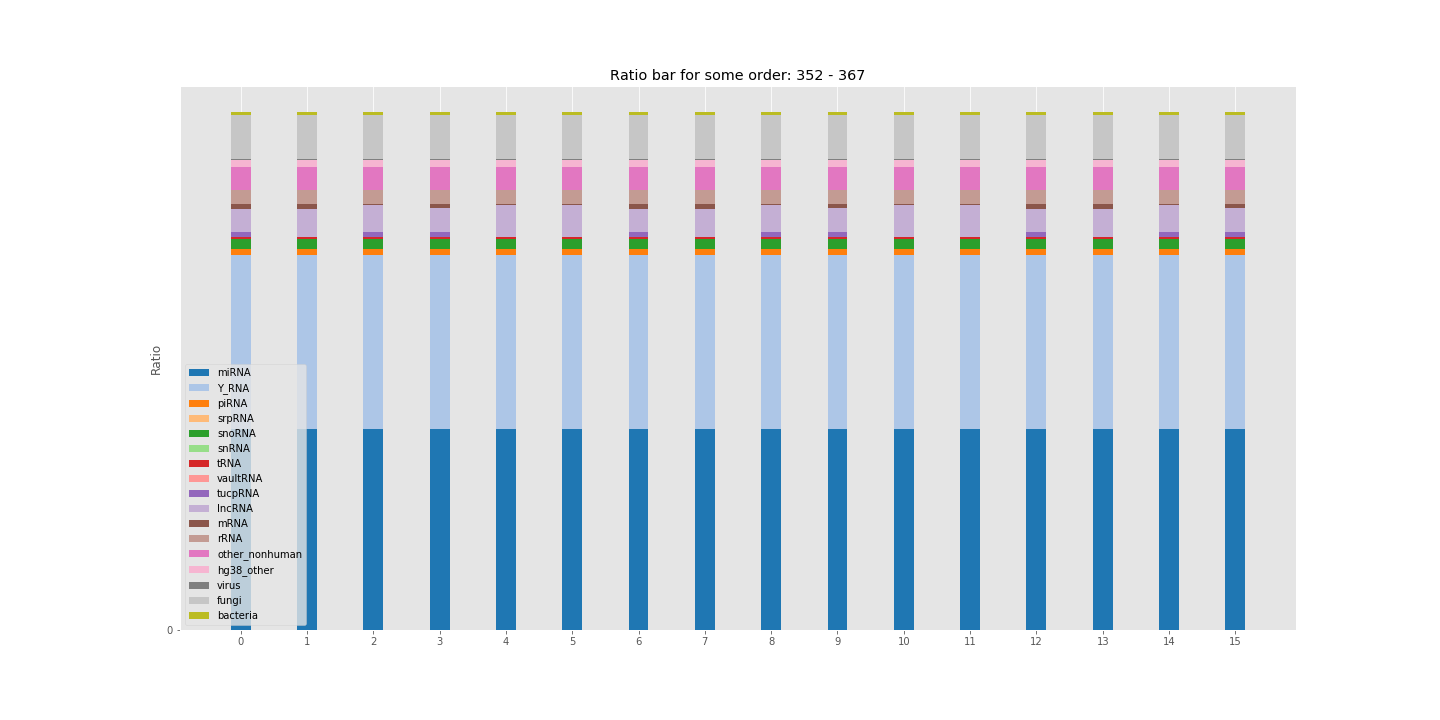 Ratio bar for some order: 352 - 367
Ratio
miRNA
Y_RNA
piRNA
srpRNA
snoRNA
snRNA
tRNA
vaultRNA
tucpRNA
lncRNA
mRNA
rRNA
other_nonhuman
hg38_other
virus
fungi
bacteria
0
0 1 2 3 4 5 6 7 8 9 10 11 12 13 14 15